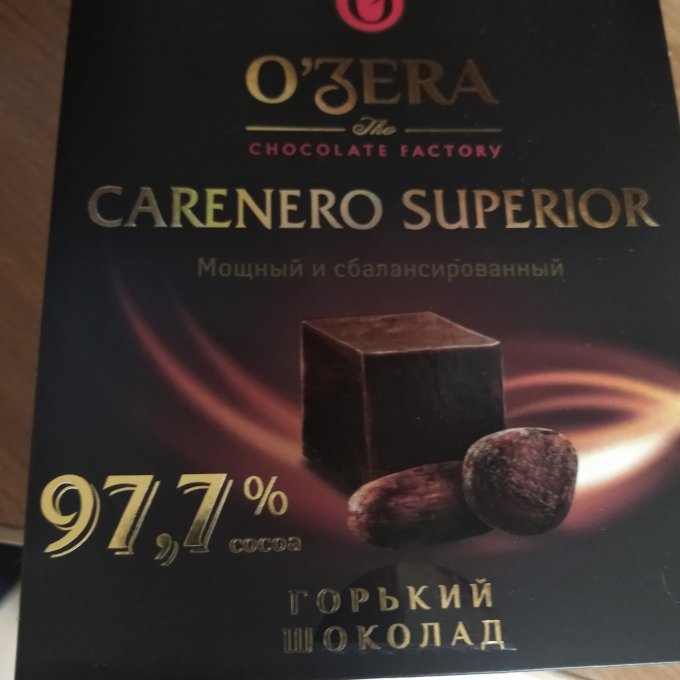 O'ZERA
The
CHOCOLATE FACTORY
CARENERO SUPERIOR
Мощный и сбалансированный
97,7%
cocoa
ГОРЬКИЙ
ШОКОЛАД